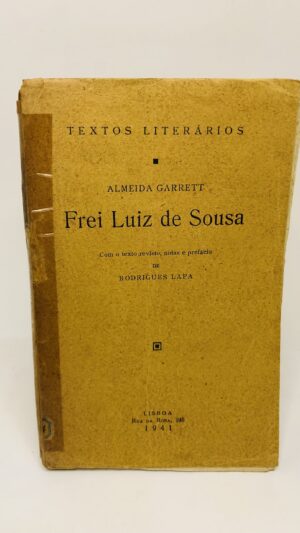 TEXTOS LITERÁRIOS
ALMEIDA GARRETT
Frei Luiz de Sousa
Com o texto revisto, notas e prefácio
DE
RODRIGUES LAPA
LISBOA
RUA DA ROSA, 240
1941